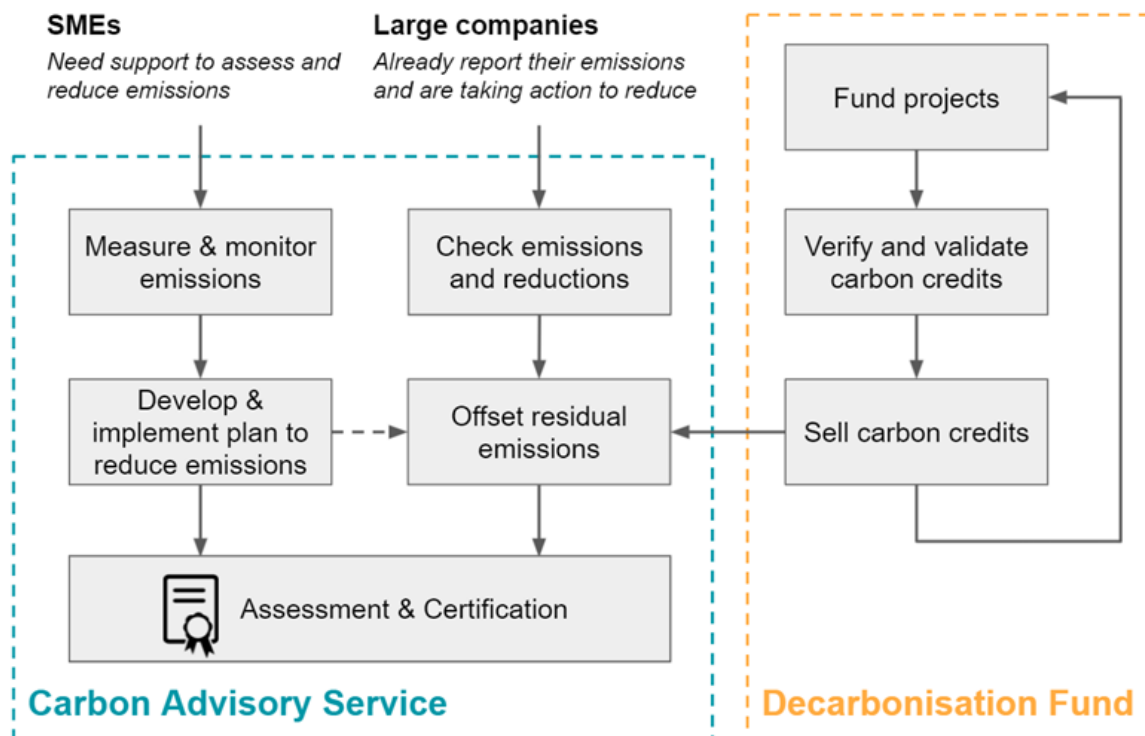 SMEs
Need support to assess and
reduce emissions
Large companies
Already report their emissions
and are taking action to reduce
Measure & monitor
emissions
Check emissions
and reductions
Develop &
implement plan to
reduce emissions
Offset residual
emissions
Assessment & Certification
Carbon Advisory Service
Fund projects
Verify and validate
carbon credits
Sell carbon credits
Decarbonisation Fund